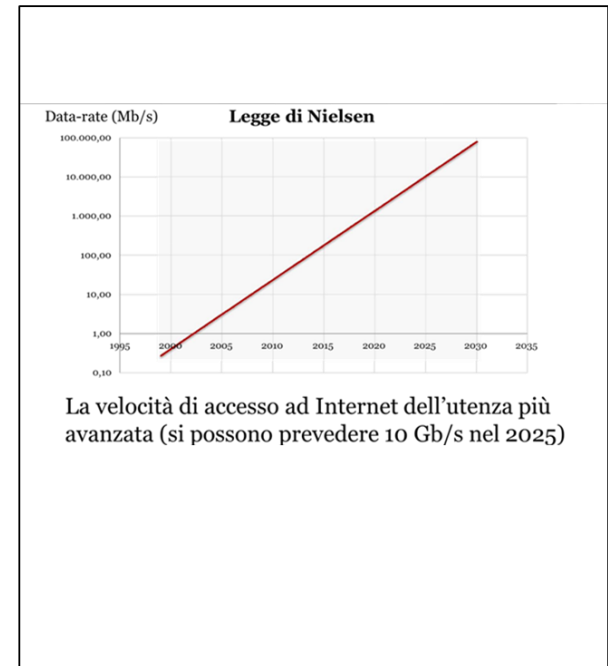 Data-rate (Mb/s)
Legge di Nielsen
100.000,00
10.000,00
1.000,00
100,00
10,00
1,00
1995 2000 2005 2010 2015 2020 2025 2030 2035
0,10
La velocità di accesso ad Internet dell'utenza più
avanzata (si possono prevedere 10 Gb/s nel 2025)